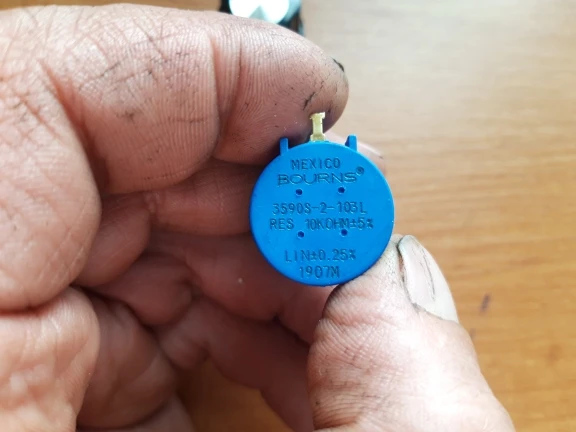 MEXICO
BOURNS®
3590S-2-103L
RES 10KOHM±5%
LIN±0.25%
1907M